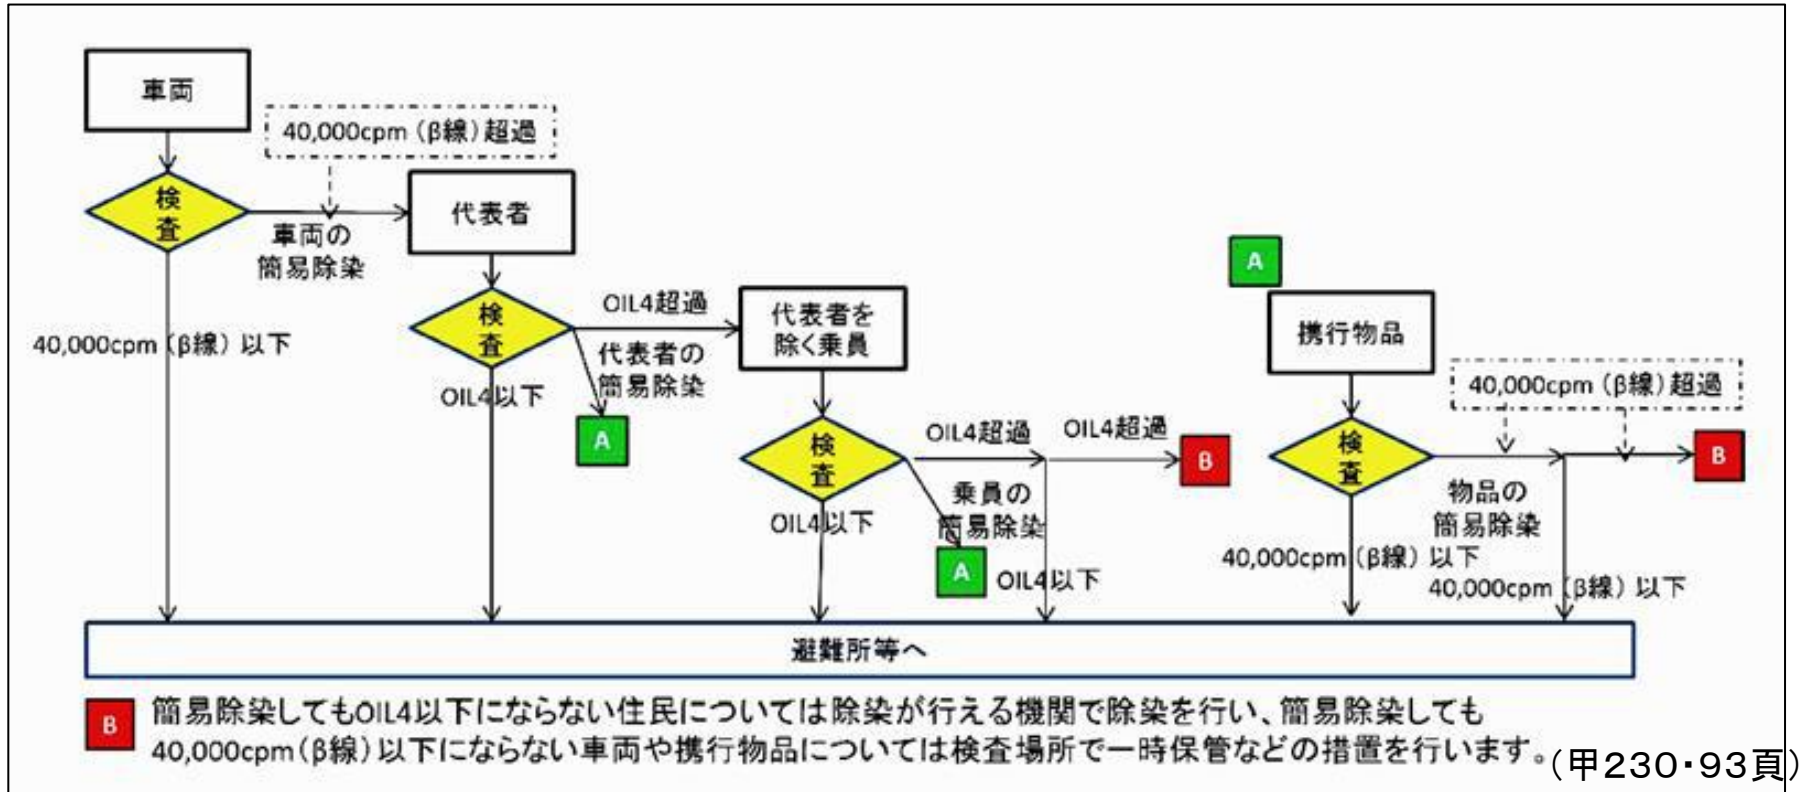 車両
40,000cpm（β線）超過
検
査
車両の
簡易除染
40,000cpm（β線）以下
代表者
検
査
OIL4超過
代表者の
簡易除染
A
OIL4以下
代表者を
除く乗員
検
査
OIL4超過
OIL4超過
B
乗員の
簡易除染
A
OIL4以下
OIL4以下
A
携行物品
40,000cpm（β線）超過
検
査
B
物品の
簡易除染
40,000cpm（β線）以下
40,000cpm（β線）以下
避難所等へ
B 簡易除染してもOIL4以下にならない住民については除染が行える機関で除染を行い、簡易除染しても
40,000cpm（β線）以下にならない車両や携行物品については検査場所で一時保管などの措置を行います。
（甲２３０・９３頁）